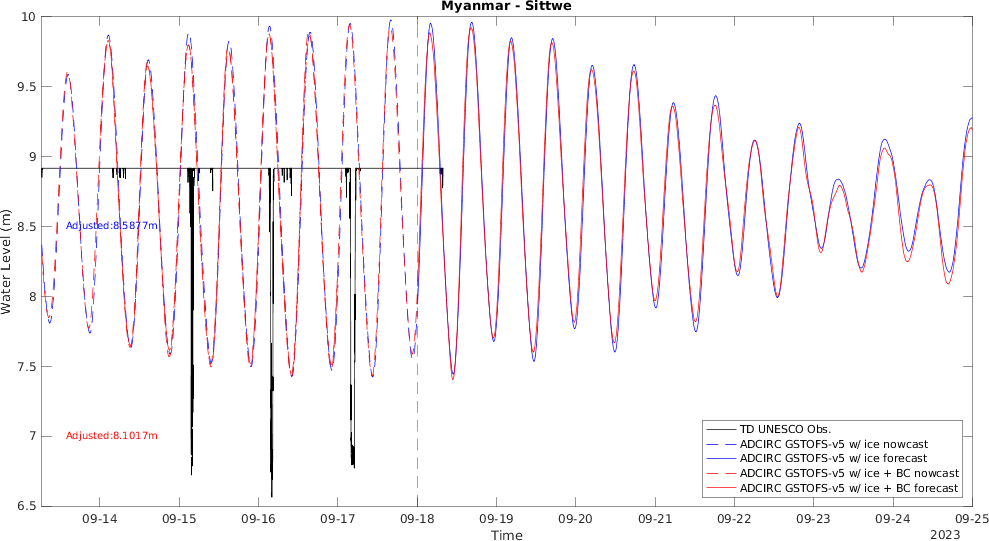 Myanmar - Sittwe
10
9.5
9
8.5
8
7.5
7
6.5
Water Level (m)
Adjusted:8.5877m
Adjusted:8.1017m
TD UNESCO Obs.
ADCIRC GSTOFS-v5 w/ ice nowcast
ADCIRC GSTOFS-v5 w/ ice forecast
ADCIRC GSTOFS-v5 w/ ice + BC nowcast
ADCIRC GSTOFS-v5 w/ ice + BC forecast
09-14 09-15 09-16 09-17 09-18 09-19 09-20 09-21 09-22 09-23 09-24 09-25
Time
2023